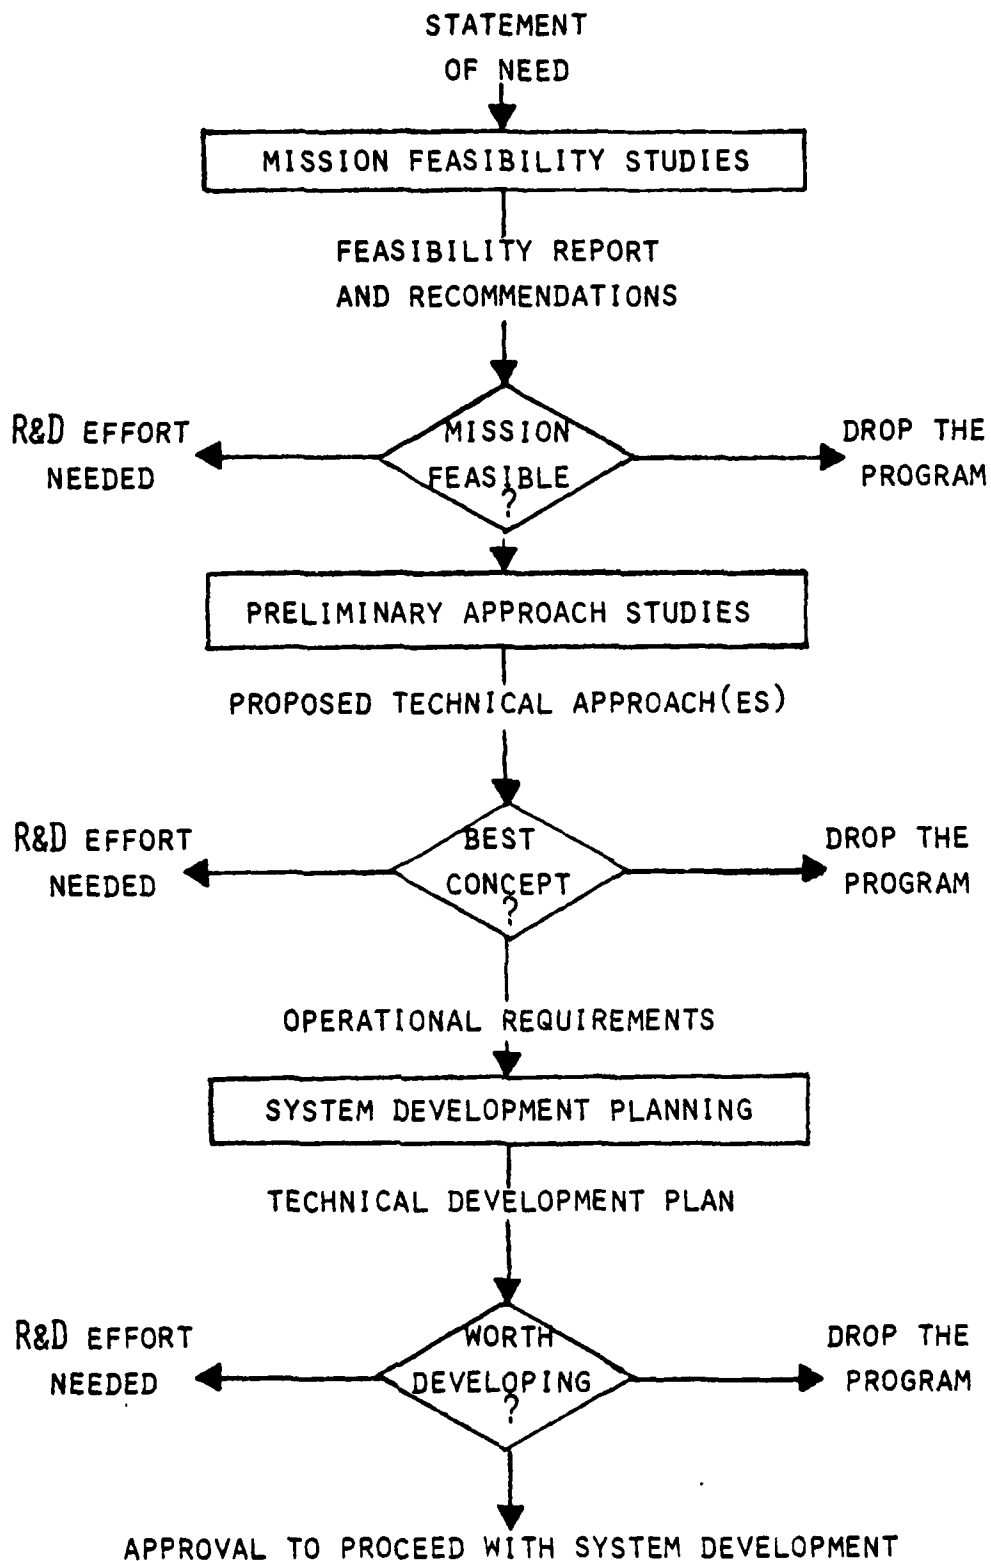 STATEMENT
OF NEED
MISSION FEASIBILITY STUDIES
FEASIBILITY REPORT
AND RECOMMENDATIONS
R&D EFFORT
NEEDED
MISSION
FEASIBLE
?
DROP THE
PROGRAM
PRELIMINARY APPROACH STUDIES
PROPOSED TECHNICAL APPROACH(ES)
R&D EFFORT
NEEDED
BEST
CONCEPT
?
DROP THE
PROGRAM
OPERATIONAL REQUIREMENTS
SYSTEM DEVELOPMENT PLANNING
TECHNICAL DEVELOPMENT PLAN
R&D EFFORT
NEEDED
WORTH
DEVELOPING
?
DROP THE
PROGRAM
APPROVAL TO PROCEED WITH SYSTEM DEVELOPMENT